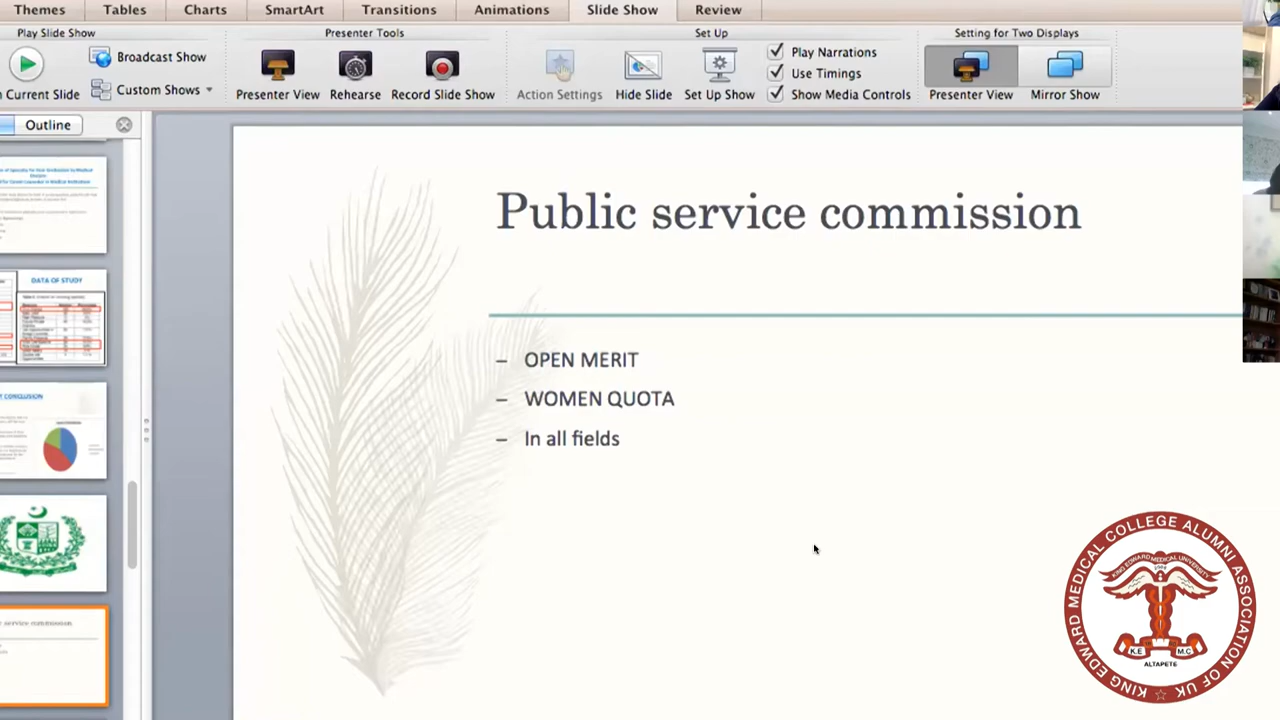 Themes Tables Charts SmartArt Transitions Animations Slide Show Review
Play Slide Show Presenter Tools Set Up Setting for Two Displays
Broadcast Show
Custom Shows
Current Slide
Presenter View Rehearse Record Slide Show
Action Settings Hide Slide Set Up Show
Play Narrations
Use Timings
Show Media Controls
Presenter View Mirror Show
Outline
DATA OF STUDY
CONCLUSION
service commission
Public service commission
– OPEN MERIT
– WOMEN QUOTA
– In all fields
KING EDWARD MEDICAL COLLEGE ALUMNI ASSOCIATION OF UK
KING EDWARD MEDICAL UNIVERSITY
K.E M.C
ALTAPETE